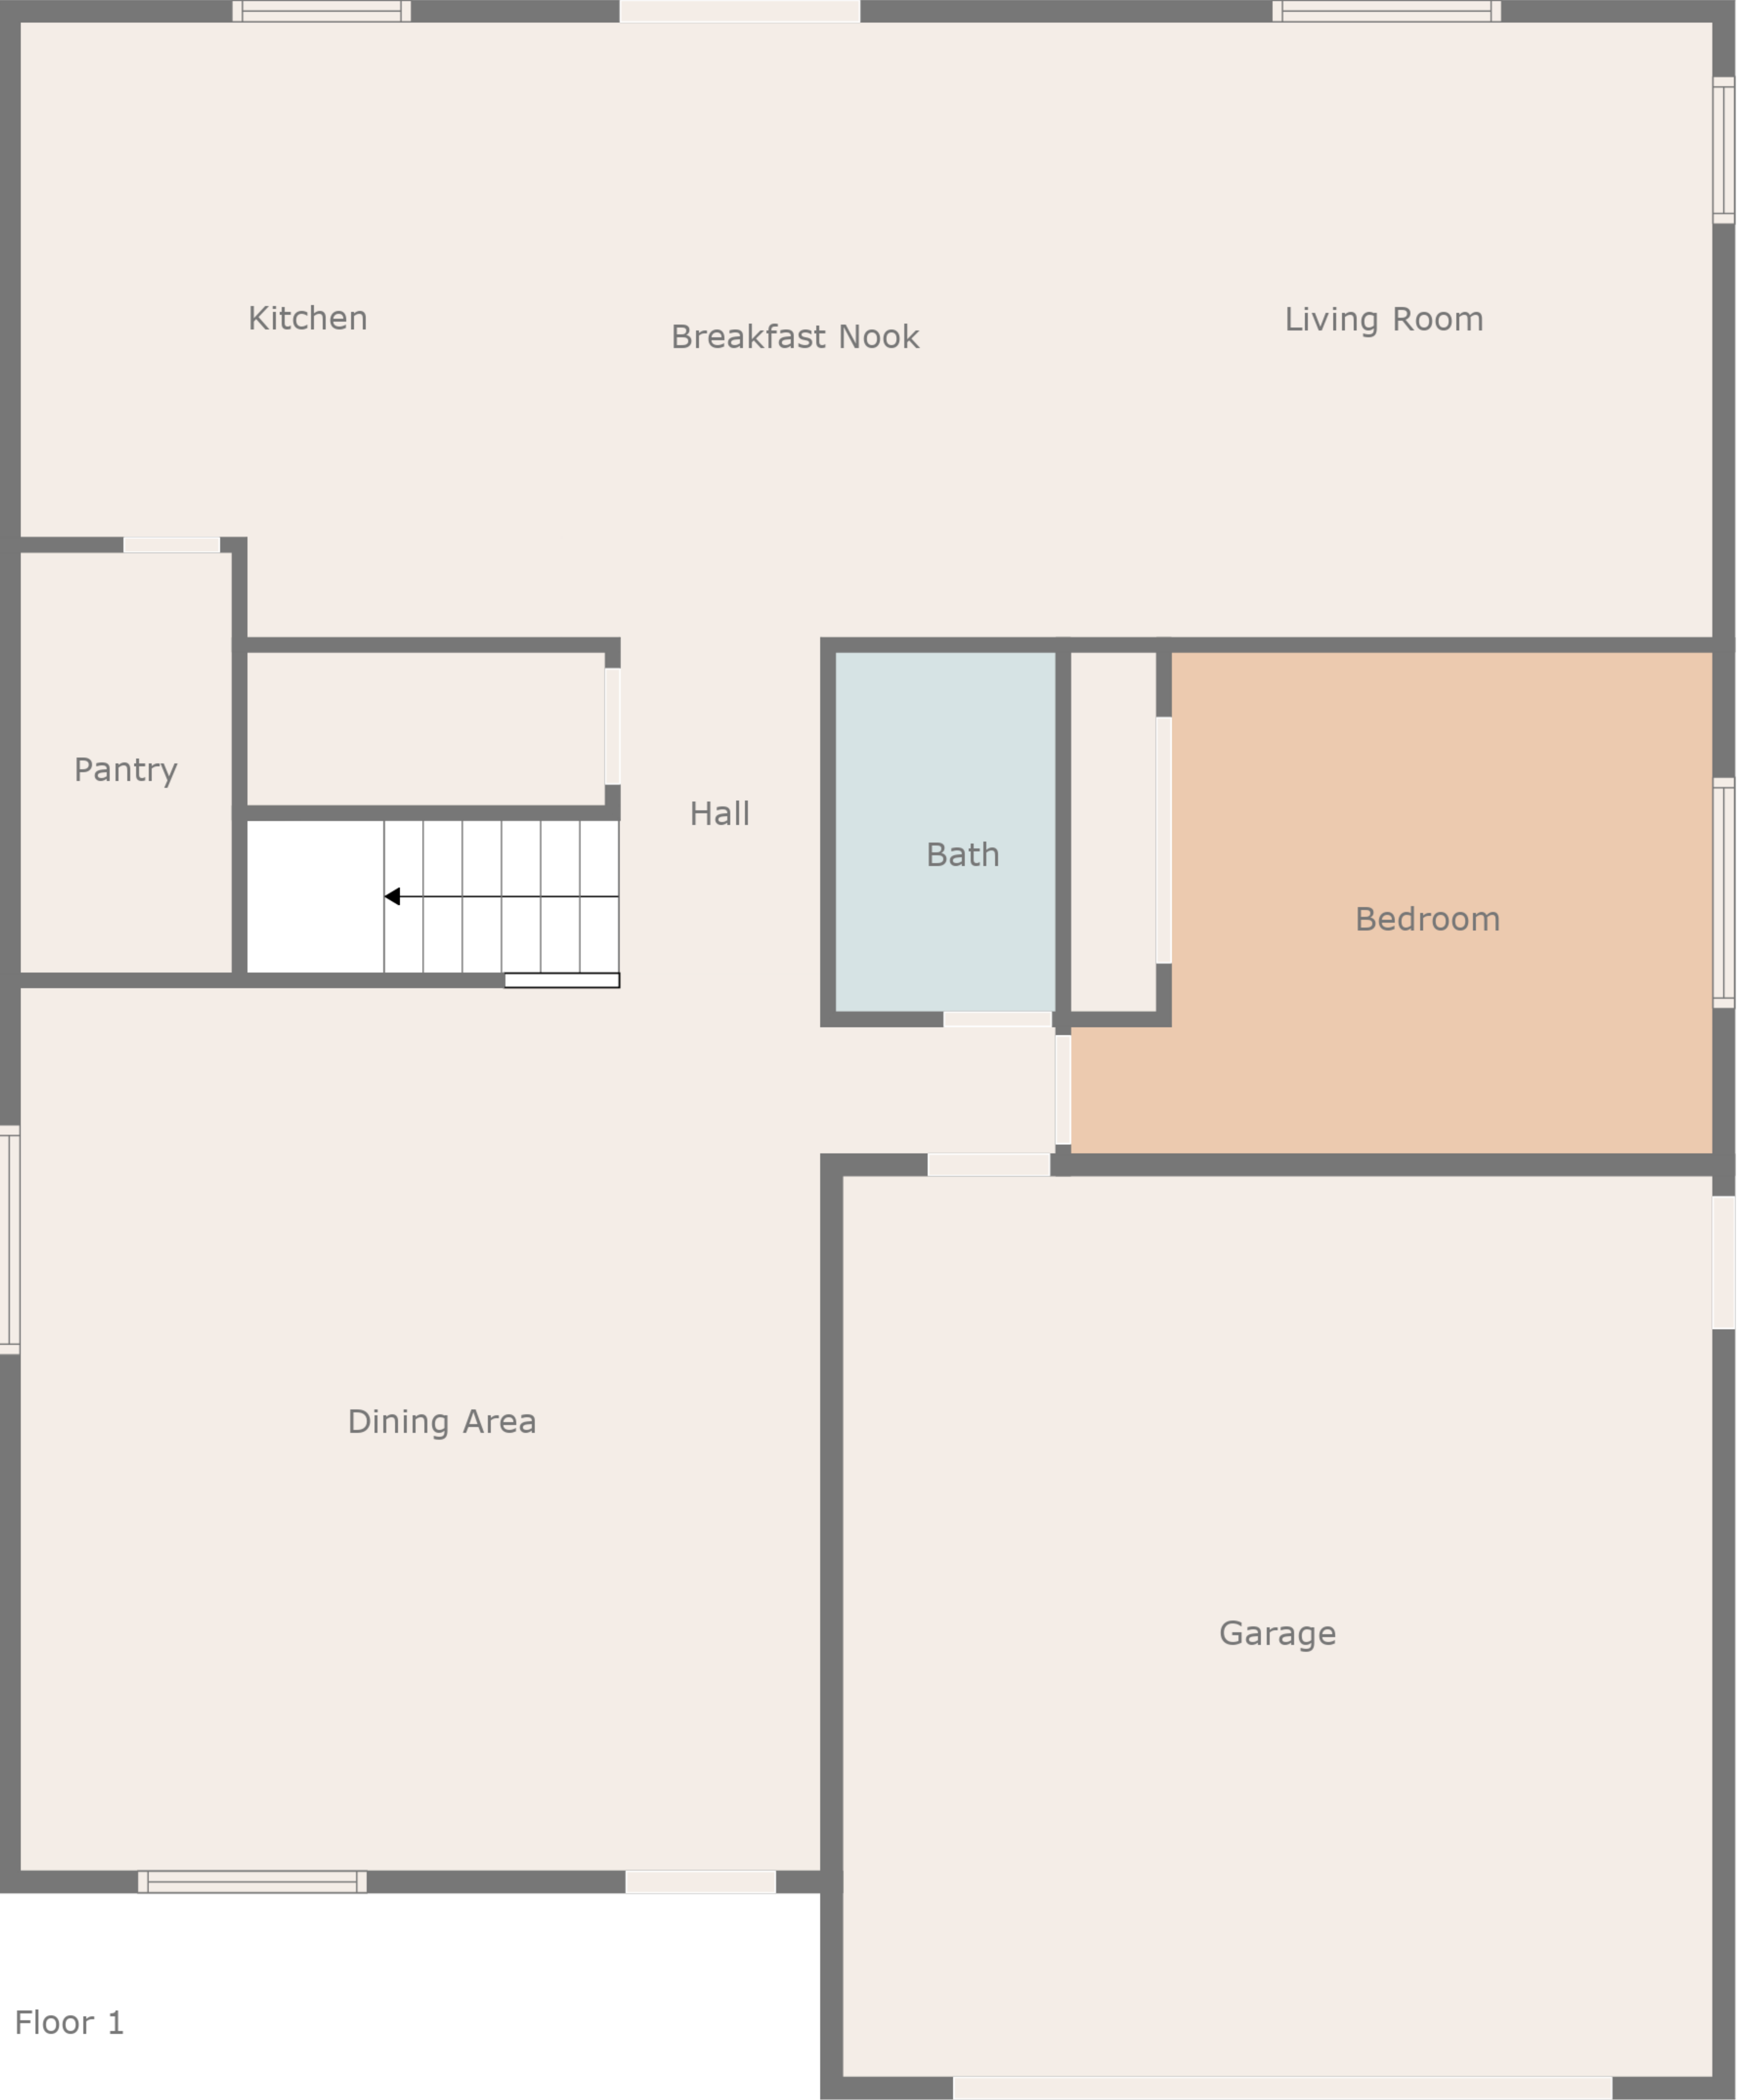 Kitchen
Breakfast Nook
Living Room
Pantry
Hall
Bath
Bedroom
Dining Area
Garage
Floor 1